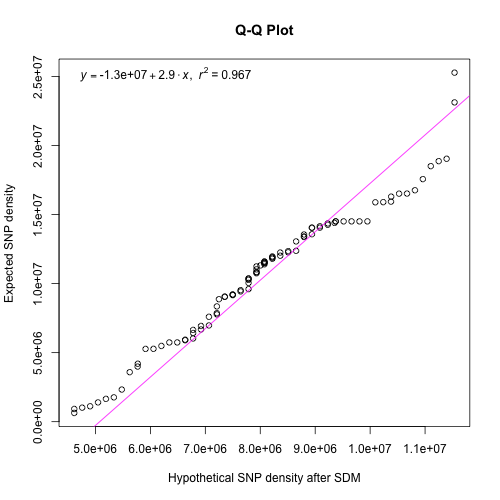 Q-Q Plot
y = -1.3e+07 + 2.9 · x, r² = 0.967
Expected SNP density
2.5e+07
2.0e+07
1.5e+07
1.0e+07
5.0e+06
0.0e+00
5.0e+06 6.0e+06 7.0e+06 8.0e+06 9.0e+06 1.0e+07 1.1e+07
Hypothetical SNP density after SDM